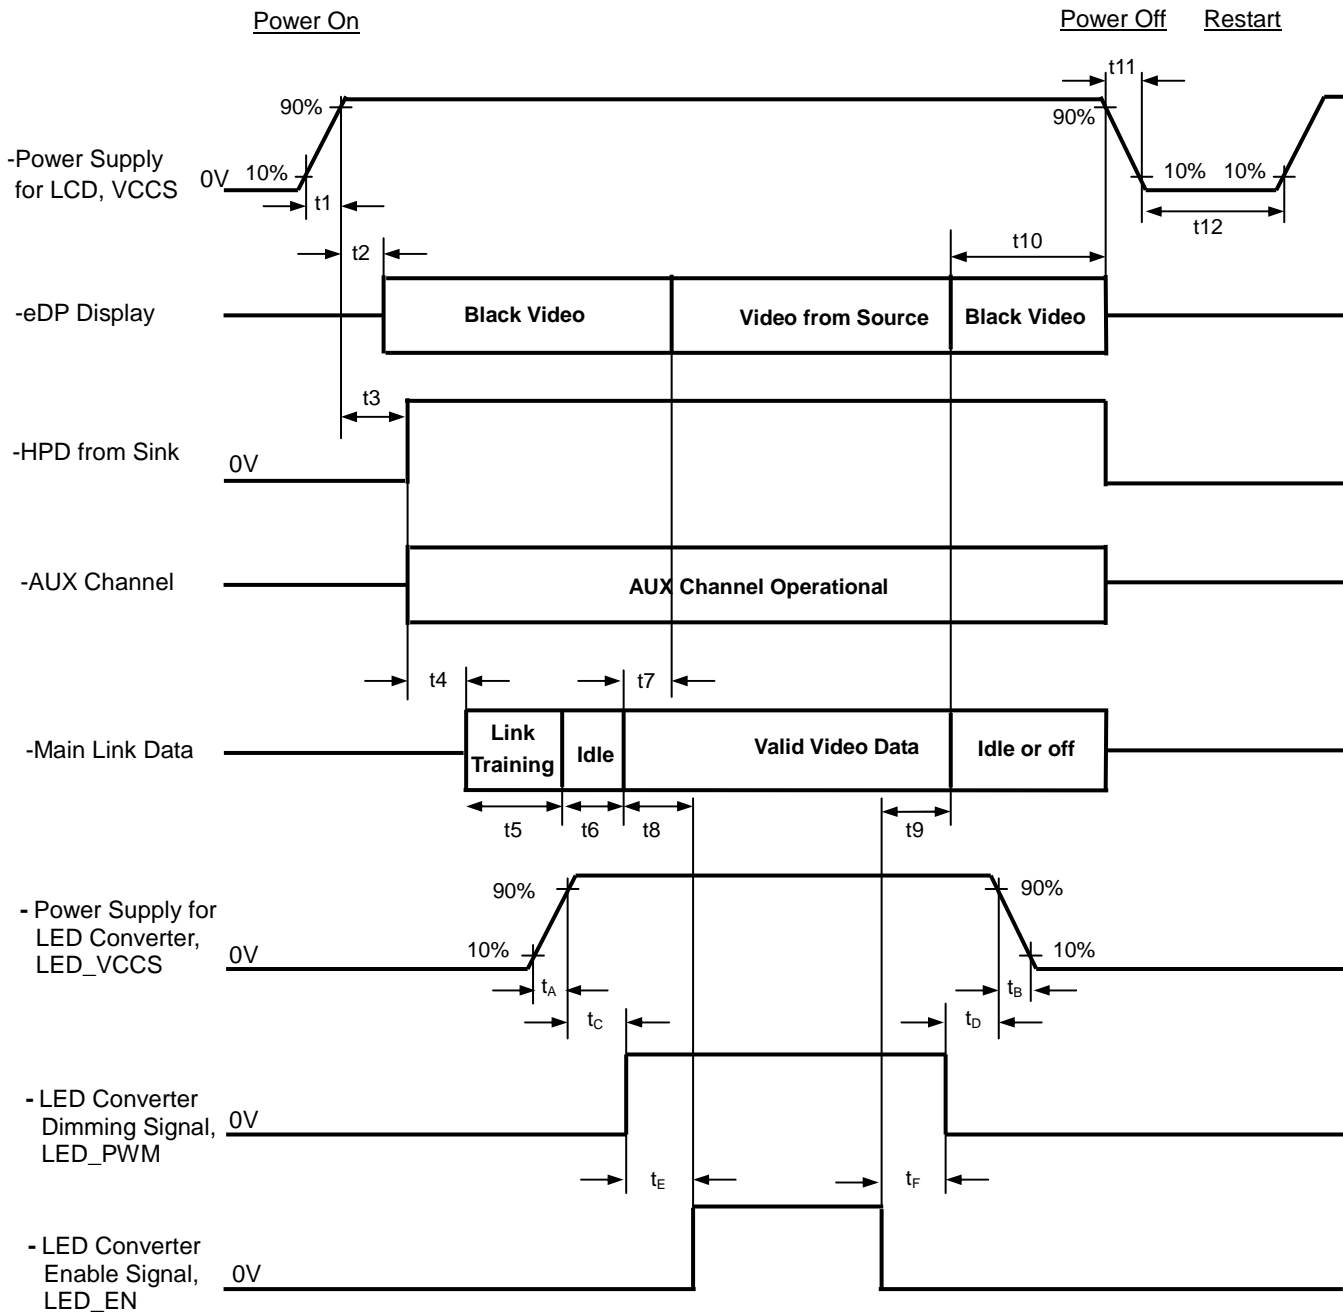 Power On
Power Off
Restart
t11
90%
90%
-Power Supply
for LCD, VCCS
0V
10%
10%
10%
t1
t12
t2
t10
-eDP Display
Black Video
Video from Source
Black Video
t3
-HPD from Sink
0V
-AUX Channel
AUX Channel Operational
t4
t7
-Main Link Data
Link
Training
Idle
Valid Video Data
Idle or off
t5
t6
t8
t9
90%
90%
- Power Supply for
LED Converter,
LED_VCCS
0V
10%
10%
tA
tB
tC
tD
- LED Converter
Dimming Signal,
LED_PWM
0V
tE
tF
- LED Converter
Enable Signal,
LED_EN
0V